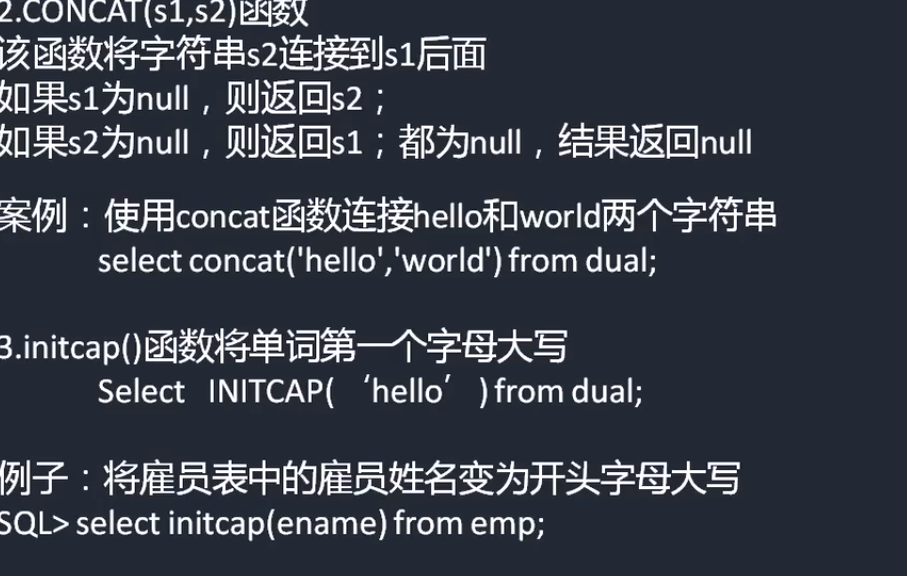 2.CONCAT(s1,s2)函数
该函数将字符串s2连接到s1后面
如果s1为null，则返回s2；
如果s2为null，则返回s1；都为null，结果返回null
案例：使用concat函数连接hello和world两个字符串
select concat('hello','world') from dual;
3.initcap()函数将单词第一个字母大写
Select INITCAP( ‘hello’ ) from dual;
例子：将雇员表中的雇员姓名变为开头字母大写
SQL> select initcap(ename) from emp;